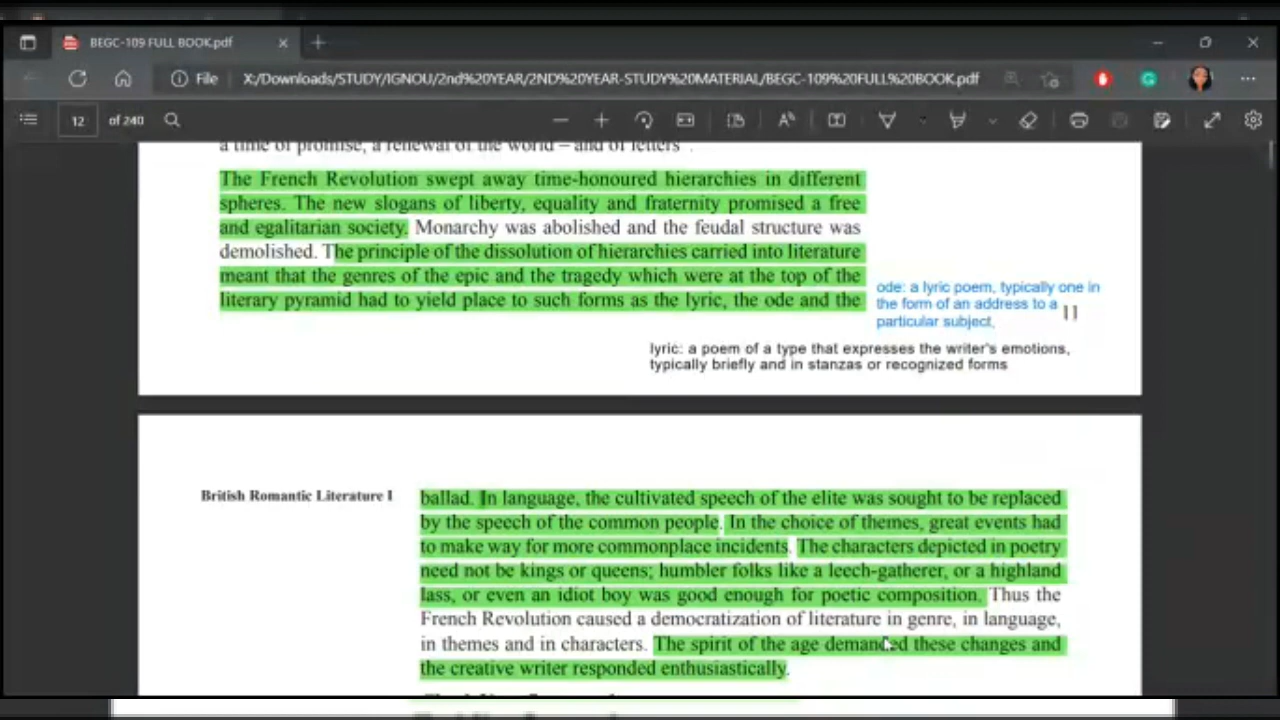 BEGC-109 FULL BOOK.pdf
File X:/Downloads/STUDY/IGNOU/2nd%20YEAR/2ND%20YEAR-STUDY%20MATERIAL/BEGC-109%20FULL%20BOOK.pdf
12 of 240
a time of promise, a renewal of the world – and of letters".
The French Revolution swept away time-honoured hierarchies in different
spheres. The new slogans of liberty, equality and fraternity promised a free
and egalitarian society. Monarchy was abolished and the feudal structure was
demolished. The principle of the dissolution of hierarchies carried into literature
meant that the genres of the epic and the tragedy which were at the top of the
literary pyramid had to yield place to such forms as the lyric, the ode and the
ode: a lyric poem, typically one in
the form of an address to a
particular subject,
11
lyric: a poem of a type that expresses the writer's emotions,
typically briefly and in stanzas or recognized forms
British Romantic Literature I
ballad. In language, the cultivated speech of the elite was sought to be replaced
by the speech of the common people. In the choice of themes, great events had
to make way for more commonplace incidents. The characters depicted in poetry
need not be kings or queens; humbler folks like a leech-gatherer, or a highland
lass, or even an idiot boy was good enough for poetic composition. Thus the
French Revolution caused a democratization of literature in genre, in language,
in themes and in characters. The spirit of the age demanded these changes and
the creative writer responded enthusiastically.